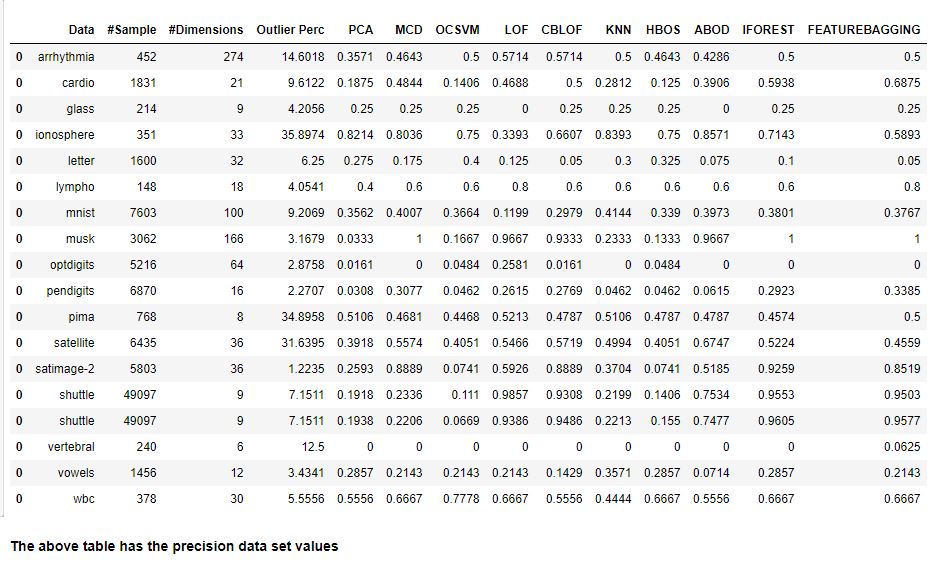 Data #Sample #Dimensions Outlier Perc PCA MCD OCSVM LOF CBLOF KNN HBOS ABOD IFOREST FEATUREBAGGING
0 arrhythmia 452 274 14.6018 0.3571 0.4643 0.5 0.5714 0.5714 0.5 0.4643 0.4286 0.5 0.5
0 cardio 1831 21 9.6122 0.1875 0.4844 0.1406 0.4688 0.5 0.2812 0.125 0.3906 0.5938 0.6875
0 glass 214 9 4.2056 0.25 0.25 0.25 0 0.25 0.25 0.25 0 0.25 0.25
0 ionosphere 351 33 35.8974 0.8214 0.8036 0.75 0.3393 0.6607 0.8393 0.75 0.8571 0.7143 0.5893
0 letter 1600 32 6.25 0.275 0.175 0.4 0.125 0.05 0.3 0.325 0.075 0.1 0.05
0 lympho 148 18 4.0541 0.4 0.6 0.6 0.8 0.6 0.6 0.6 0.6 0.6 0.8
0 mnist 7603 100 9.2069 0.3562 0.4007 0.3664 0.1199 0.2979 0.4144 0.339 0.3973 0.3801 0.3767
0 musk 3062 166 3.1679 0.0333 1 0.1667 0.9667 0.9333 0.2333 0.1333 0.9667 1 1
0 optdigits 5216 64 2.8758 0.0161 0 0.0484 0.2581 0.0161 0 0.0484 0 0 0
0 pendigits 6870 16 2.2707 0.0308 0.3077 0.0462 0.2615 0.2769 0.0462 0.0462 0.0615 0.2923 0.3385
0 pima 768 8 34.8958 0.5106 0.4681 0.4468 0.5213 0.4787 0.5106 0.4787 0.4787 0.4574 0.5
0 satellite 6435 36 31.6395 0.3918 0.5574 0.4051 0.5466 0.5719 0.4994 0.4051 0.6747 0.5224 0.4559
0 satimage-2 5803 36 1.2235 0.2593 0.8889 0.0741 0.5926 0.8889 0.3704 0.0741 0.5185 0.9259 0.8519
0 shuttle 49097 9 7.1511 0.1918 0.2336 0.111 0.9857 0.9308 0.2199 0.1406 0.7534 0.9553 0.9503
0 shuttle 49097 9 7.1511 0.1938 0.2206 0.0669 0.9386 0.9486 0.2213 0.155 0.7477 0.9605 0.9577
0 vertebral 240 6 12.5 0 0 0 0 0 0 0 0 0 0.0625
0 vowels 1456 12 3.4341 0.2857 0.2143 0.2143 0.2143 0.1429 0.3571 0.2857 0.0714 0.2857 0.2143
0 wbc 378 30 5.5556 0.5556 0.6667 0.7778 0.6667 0.5556 0.4444 0.6667 0.5556 0.6667 0.6667
The above table has the precision data set values